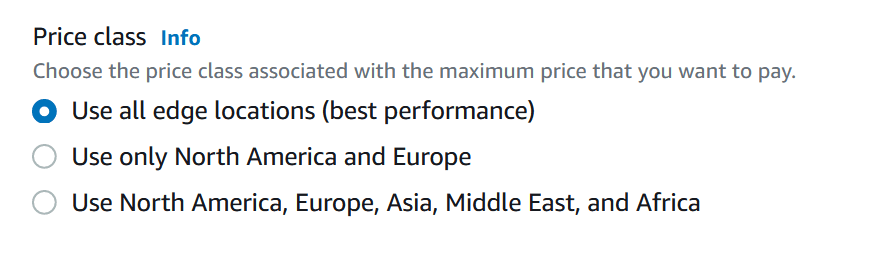 Price class Info
Choose the price class associated with the maximum price that you want to pay.
Use all edge locations (best performance)
Use only North America and Europe
Use North America, Europe, Asia, Middle East, and Africa